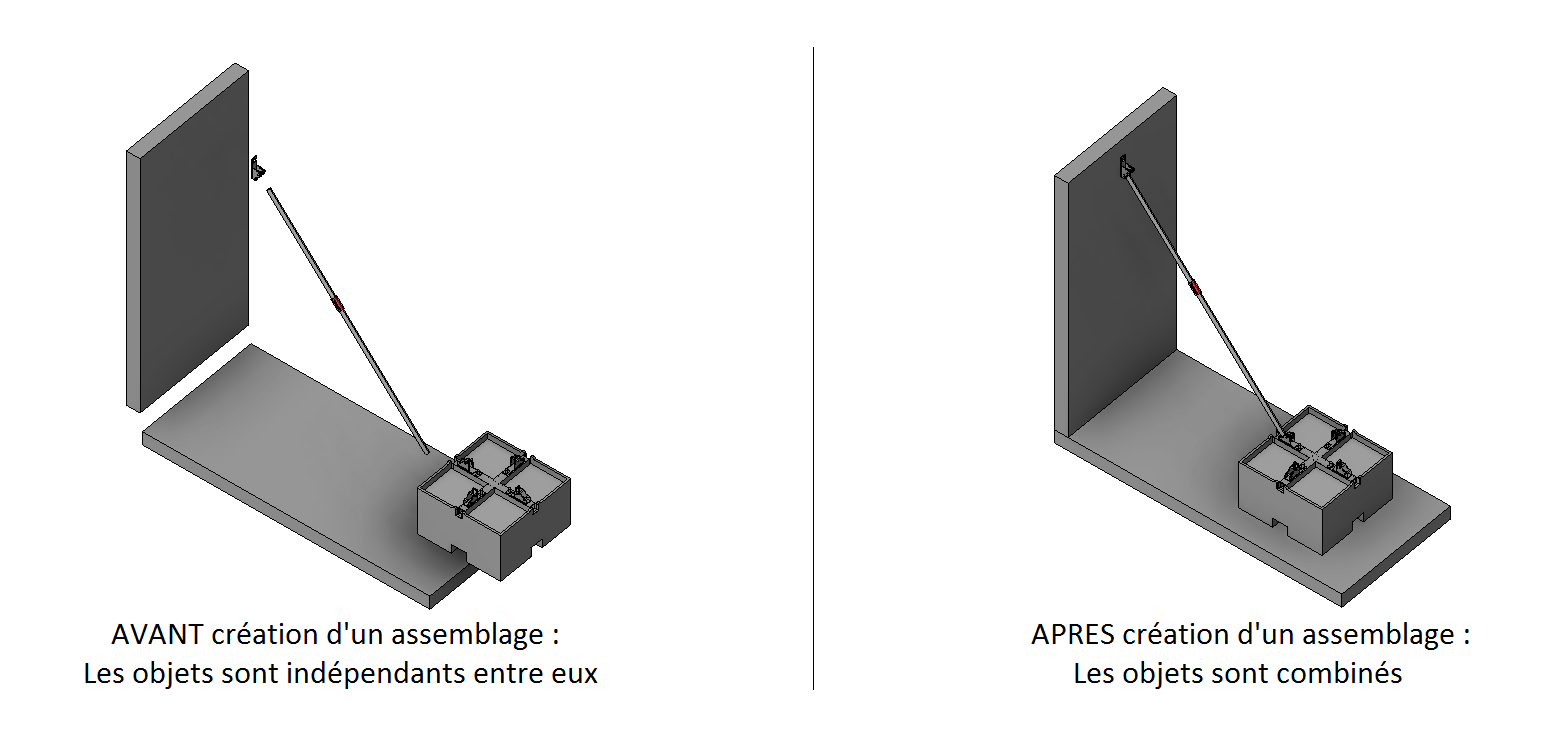 AVANT création d'un assemblage :
Les objets sont indépendants entre eux
APRES création d'un assemblage :
Les objets sont combinés